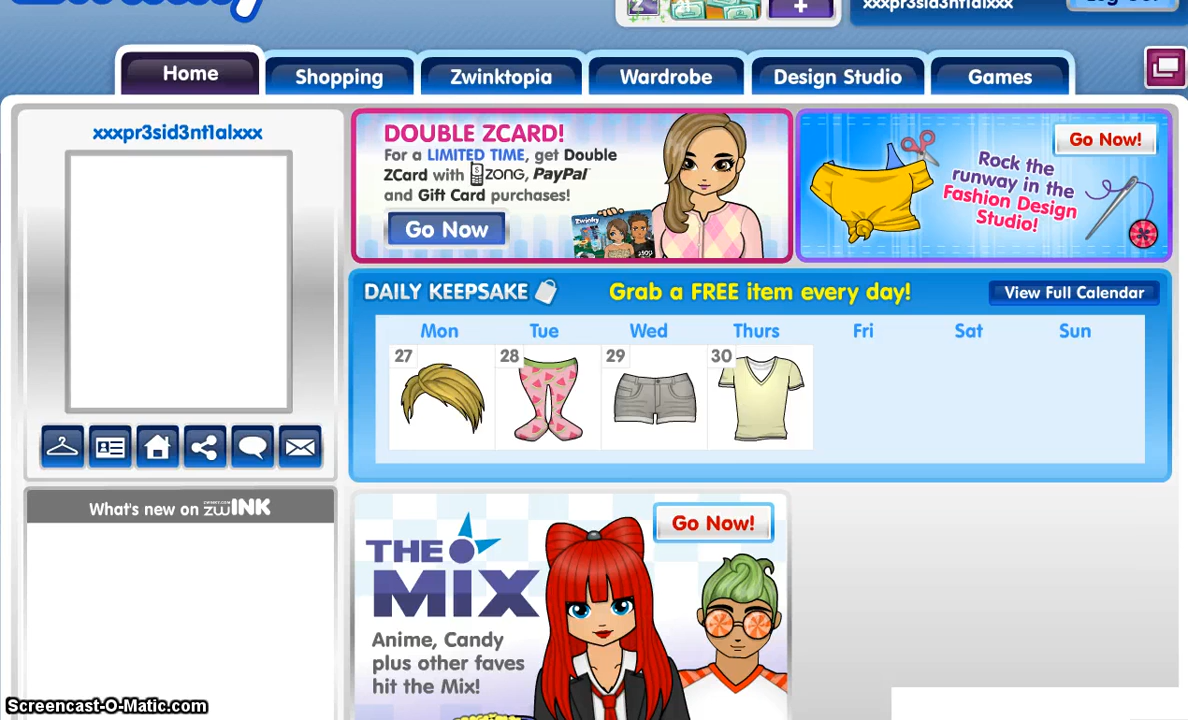 Zwinky
xxxpr3sid3nt1alxxx
Log Out
Home
Shopping
Zwinktopia
Wardrobe
Design Studio
Games
xxxpr3sid3nt1alxxx
DOUBLE ZCARD!
For a LIMITED TIME, get Double
ZCard with ZONG, PayPal
and Gift Card purchases!
Go Now
Zwinky
Go Now!
Rock the
runway in the
Fashion Design
Studio!
DAILY KEEPSAKE
Grab a FREE item every day!
View Full Calendar
Mon
Tue
Wed
Thurs
Fri
Sat
Sun
27
28
29
30
What's new on zwINK
THE
MIX
Anime, Candy
plus other faves
hit the Mix!
Go Now!
Screencast-O-Matic.com